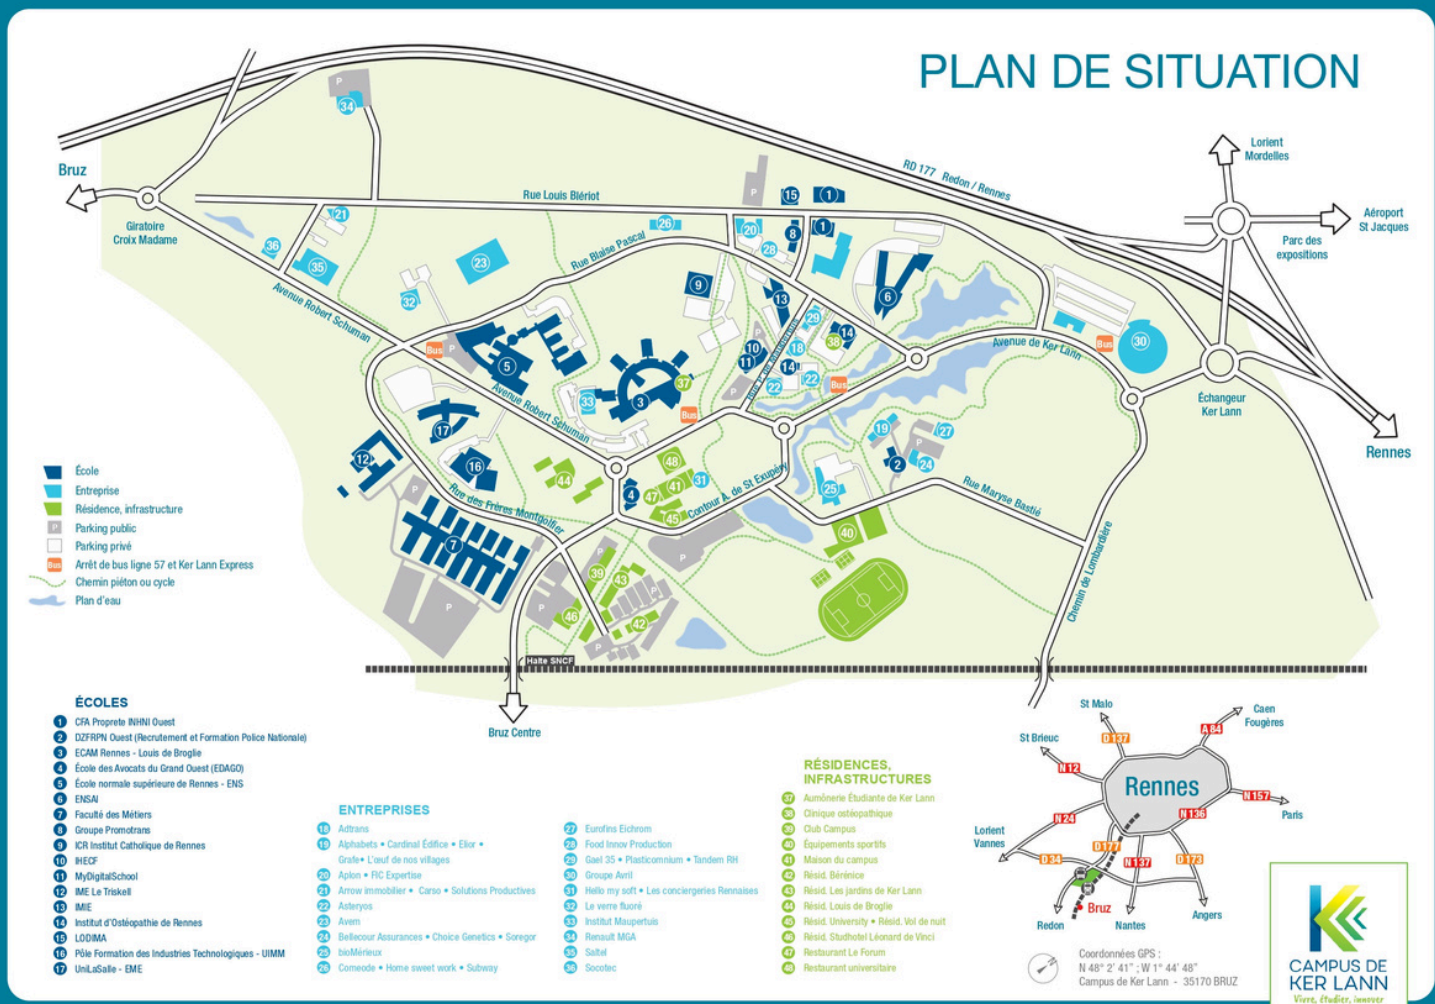 PLAN DE SITUATION
Bruz
Giratoire
Croix Madame
Rue Louis Blériot
RD 177 Redon / Rennes
Lorient
Mordelles
Aéroport
St Jacques
Parc des
expositions
Rue Blaise Pascal
Avenue Robert Schuman
Avenue Robert Schuman
Avenue de Ker Lann
Échangeur
Ker Lann
Rennes
Contour A. de St Exupéry
Rue Maryse Bastié
Rue des Frères Montgolfier
Chemin de Lombardière
Halte SNCF
Bruz Centre
École
Entreprise
Résidence, infrastructure
P Parking public
Parking privé
Bus Arrêt de bus ligne 57 et Ker Lann Express
Chemin piéton ou cycle
Plan d'eau
ÉCOLES
1 CFA Proprete INHNI Ouest
2 DZFRPN Ouest (Recrutement et Formation Police Nationale)
3 ECAM Rennes - Louis de Broglie
4 École des Avocats du Grand Ouest (EDAGO)
5 École normale supérieure de Rennes - ENS
6 ENSAI
7 Faculté des Métiers
8 Groupe Promotrans
9 ICR Institut Catholique de Rennes
10 IHECF
11 MyDigitalSchool
12 IME Le Triskell
13 IMIE
14 Institut d'Ostéopathie de Rennes
15 LODIMA
16 Pôle Formation des Industries Technologiques - UIMM
17 UniLaSalle - EME
ENTREPRISES
18 Adtrans
19 Alphabets • Cardinal Édifice • Elior •
Grafe• L'œuf de nos villages
20 Aplon • FIC Expertise
21 Arrow immobilier • Carso • Solutions Productives
22 Asteryos
23 Avem
24 Bellecour Assurances • Choice Genetics • Soregor
25 bioMérieux
26 Comeode • Home sweet work • Subway
27 Eurofins Eichrom
28 Food Innov Production
29 Gael 35 • Plasticomnium • Tandem RH
30 Groupe Avril
31 Hello my soft • Les conciergeries Rennaises
32 Le verre fluoré
33 Institut Maupertuis
34 Renault MGA
35 Saitel
36 Socotec
RÉSIDENCES,
INFRASTRUCTURES
37 Aumônerie Étudiante de Ker Lann
38 Clinique ostéopathique
39 Club Campus
40 Équipements sportifs
41 Maison du campus
42 Résid. Bérénice
43 Résid. Les jardins de Ker Lann
44 Résid. Louis de Broglie
45 Résid. University • Résid. Vol de nuit
46 Résid. Studhotel Léonard de Vinci
47 Restaurant Le Forum
48 Restaurant universitaire
St Malo
Caen
Fougères
St Brieuc
D 137
A 84
N 12
Rennes
N 157
Paris
N 24
N 136
Lorient
Vannes
D 34
D 177
N 137
D 173
Bruz
Redon
Nantes
Angers
Coordonnées GPS :
N 48° 2' 41" ; W 1° 44' 48"
Campus de Ker Lann - 35170 BRUZ
CAMPUS DE
KER LANN
Vivre, étudier, innover